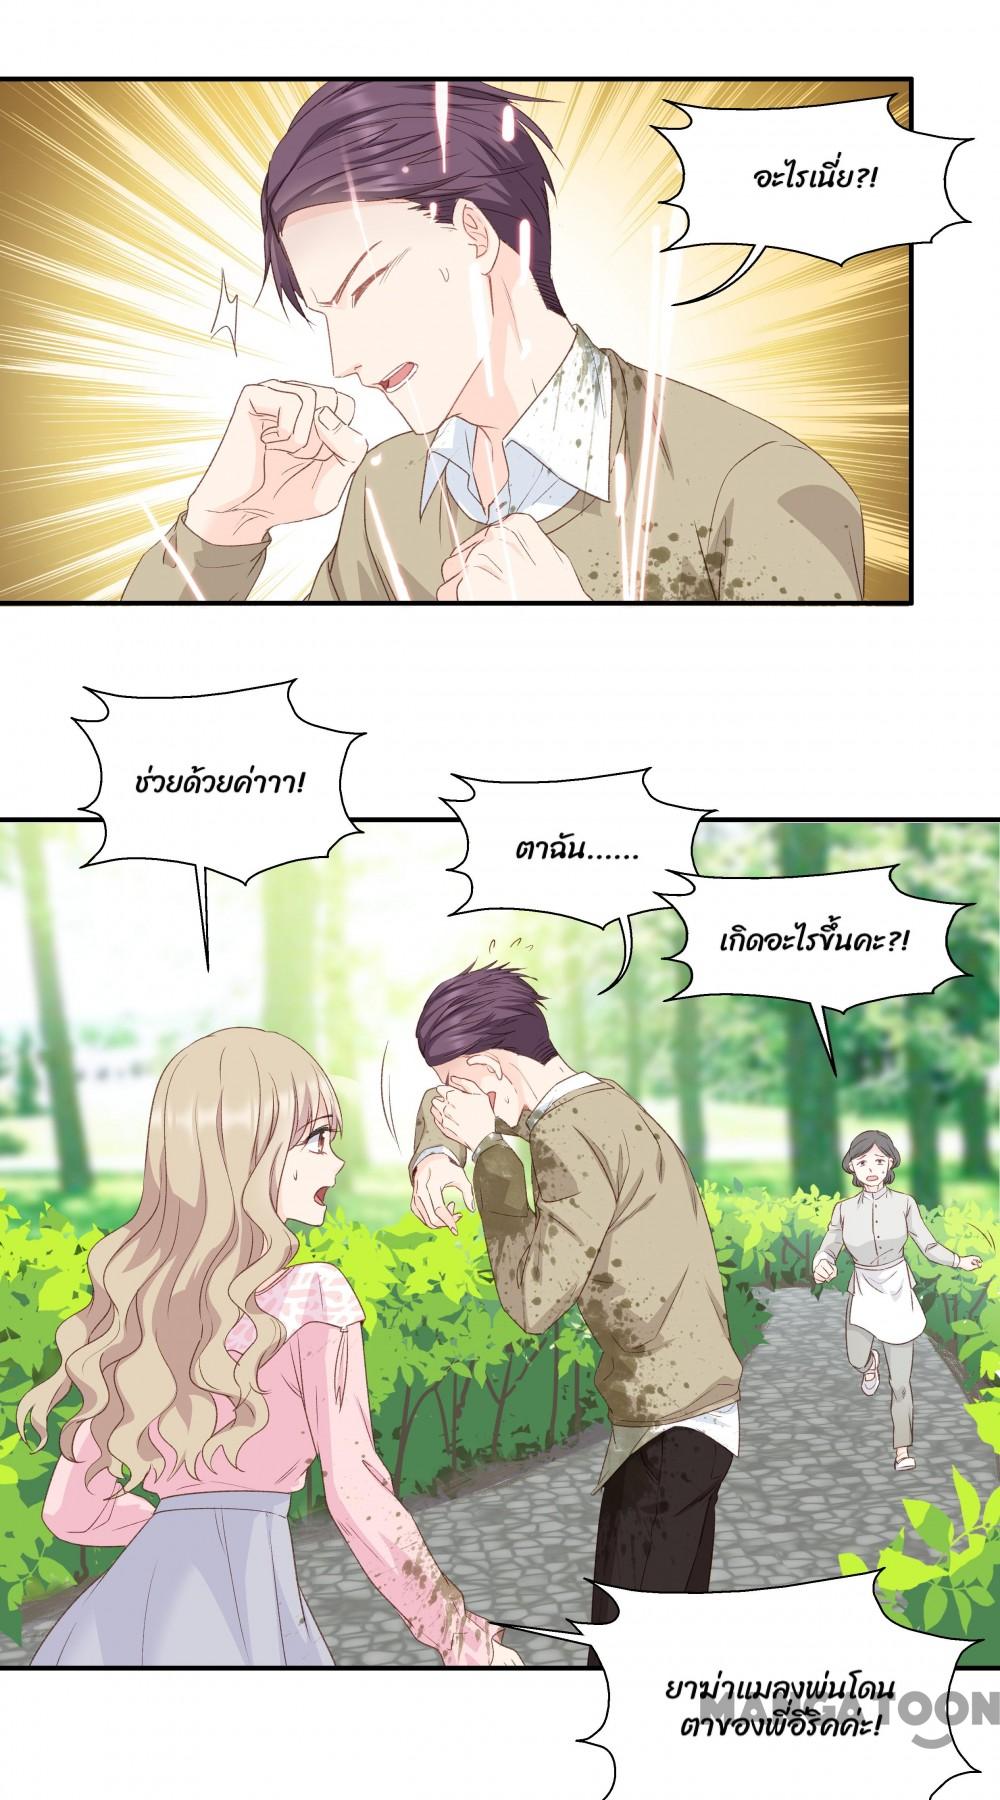 อะไรเนี่ย?!
ช่วยด้วยค่าาา!
ตาฉัน......
เกิดอะไรขึ้นคะ?!
ยาฆ่าแมลงพ่นโดน
ตาของพี่อีริคค่ะ!
MANGATOON